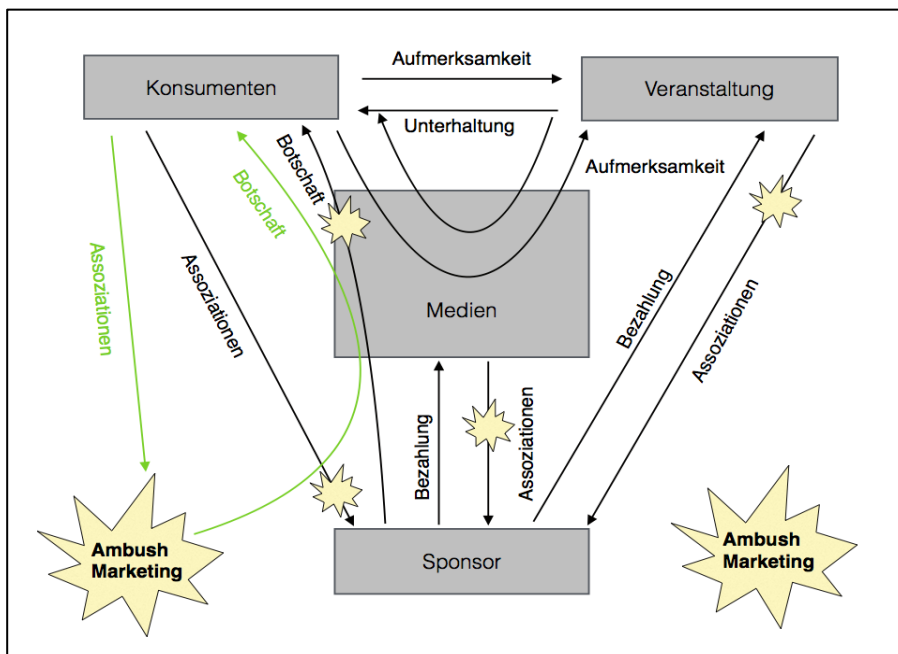 Aufmerksamkeit
Konsumenten
Veranstaltung
Unterhaltung
Botschaft
Aufmerksamkeit
Botschaft
Assoziationen
Assoziationen
Medien
Bezahlung
Assoziationen
Bezahlung
Assoziationen
Ambush
Marketing
Sponsor
Ambush
Marketing